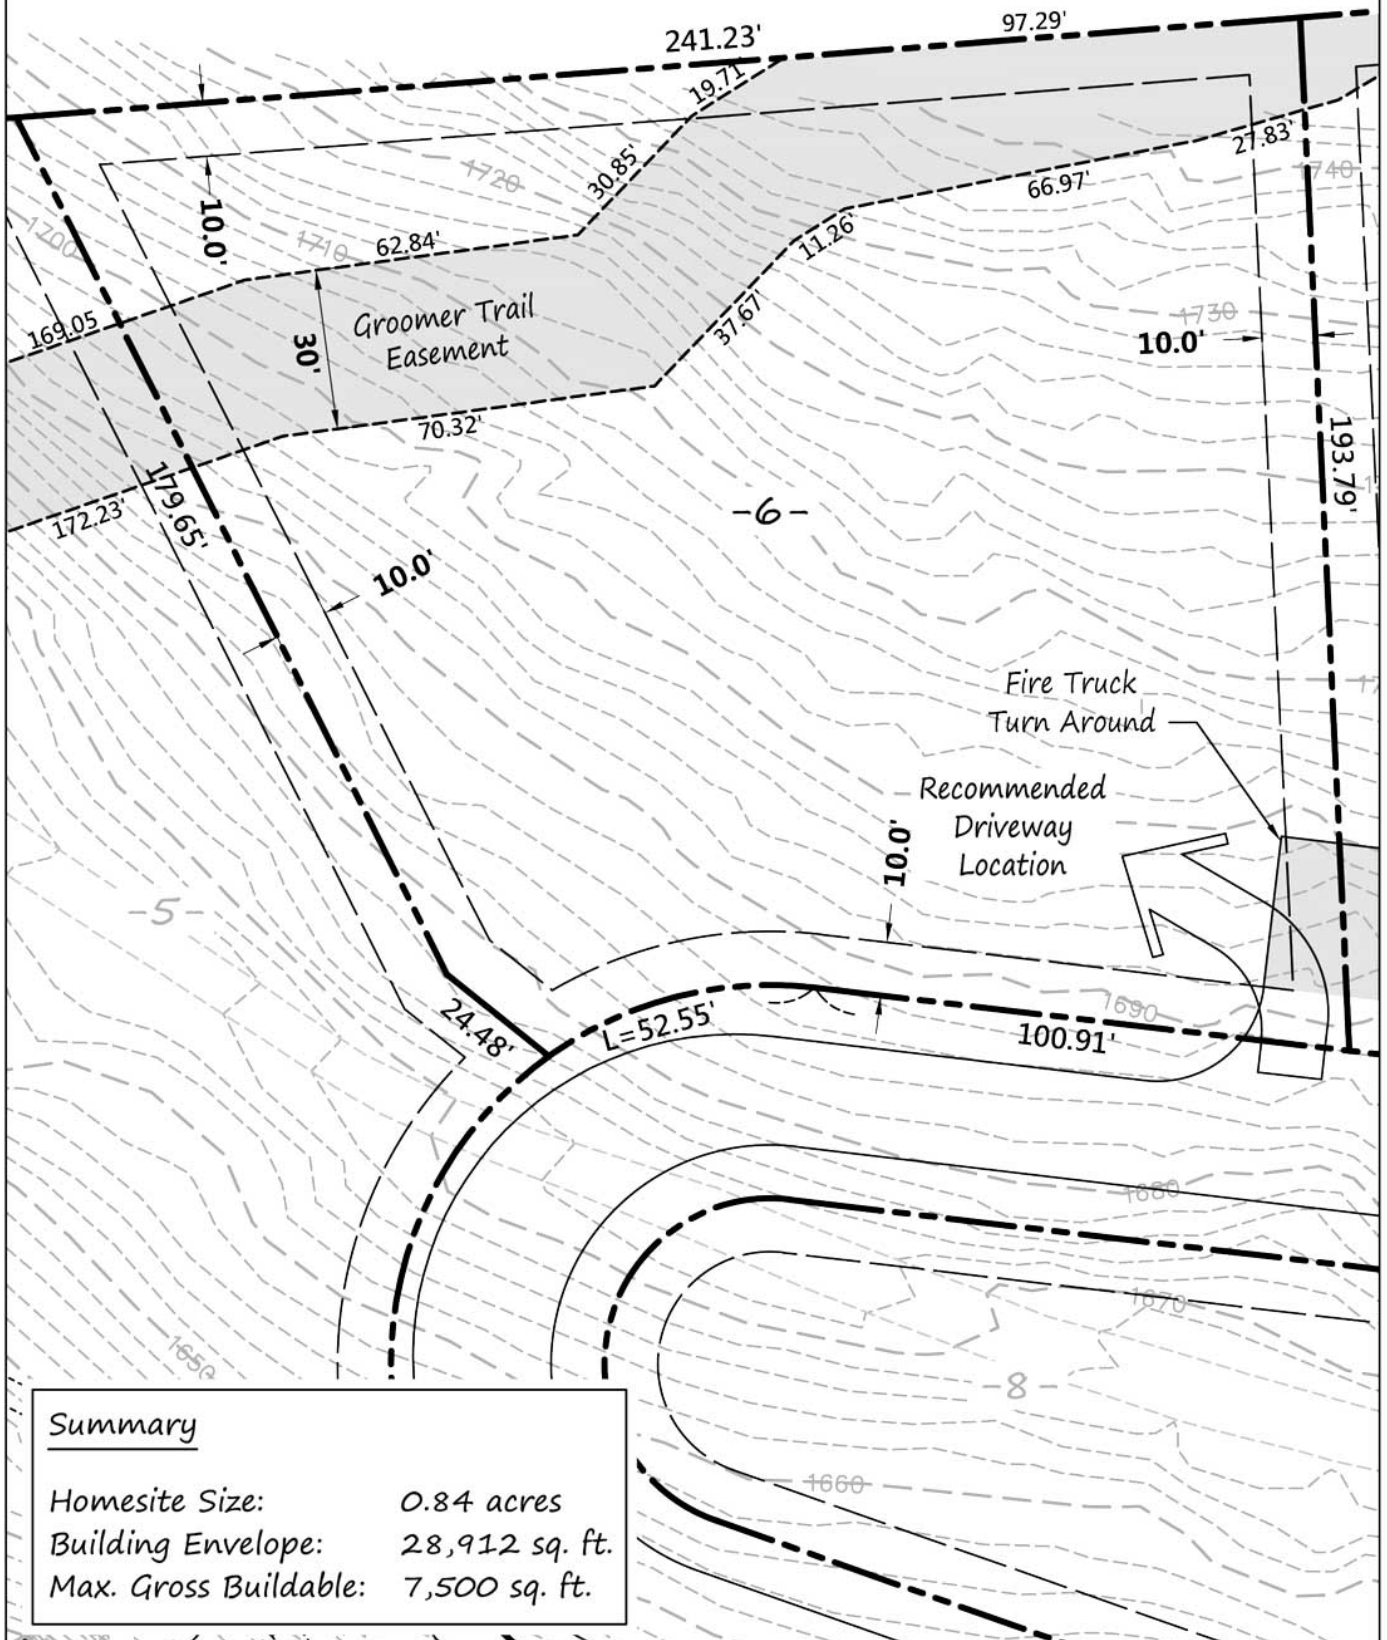 97.29'
241.23'
19.71'
27.83'
1740
30.85'
1720
66.97'
10.0'
1700
1710
62.84'
11.26'
169.05
Groomer Trail
Easement
30'
37.67'
1730
10.0'
70.32'
193.79'
172.23'
179.65'
-6-
10.0'
Fire Truck
Turn Around
Recommended
Driveway
Location
10.0'
-5-
24.48'
L=52.55'
1690
100.91'
1680
1670
1650
-8-
1660
Summary
Homesite Size: 0.84 acres
Building Envelope: 28,912 sq. ft.
Max. Gross Buildable: 7,500 sq. ft.